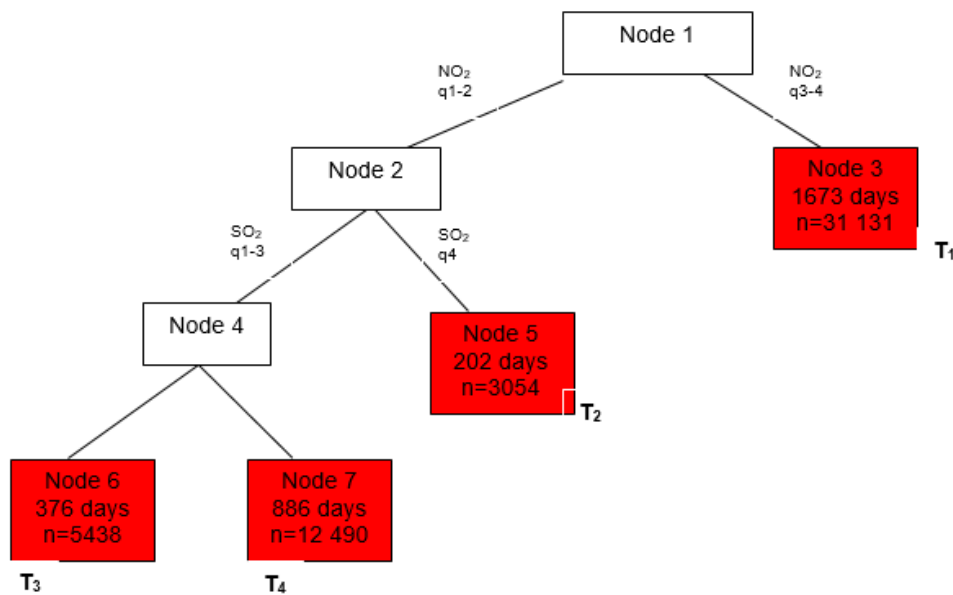 Node 1
NO₂
q1-2
NO₂
q3-4
Node 2
Node 3
1673 days
n=31 131
T₁
SO₂
q1-3
SO₂
q4
Node 4
Node 5
202 days
n=3054
T₂
Node 6
376 days
n=5438
T₃
Node 7
886 days
n=12 490
T₄